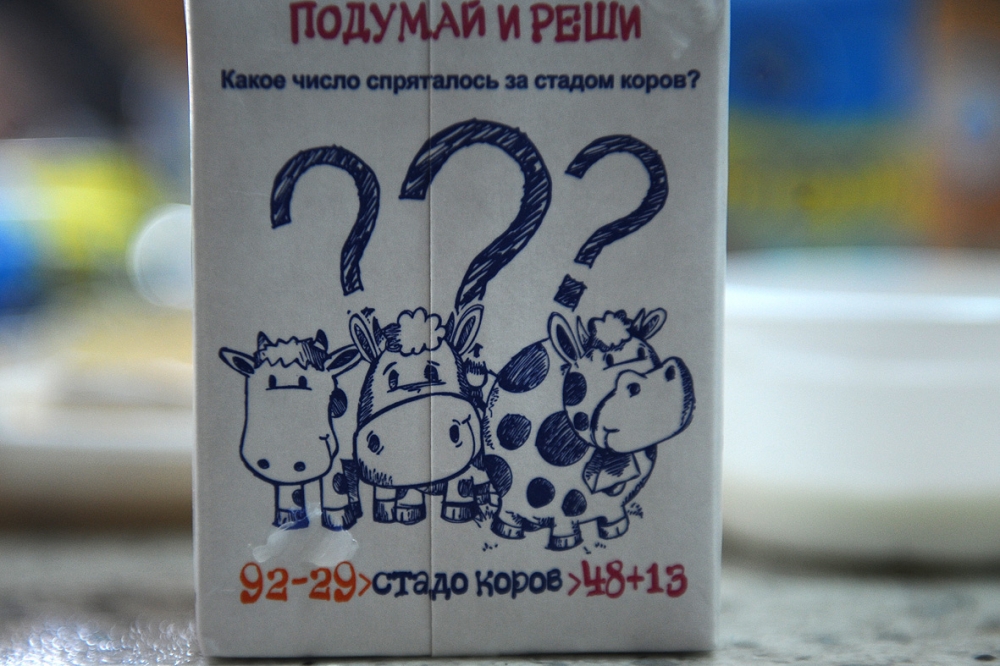 ПОДУМАЙ И РЕШИ
Какое число спряталось за стадом коров?
???
92-29>стадо коров>48+13